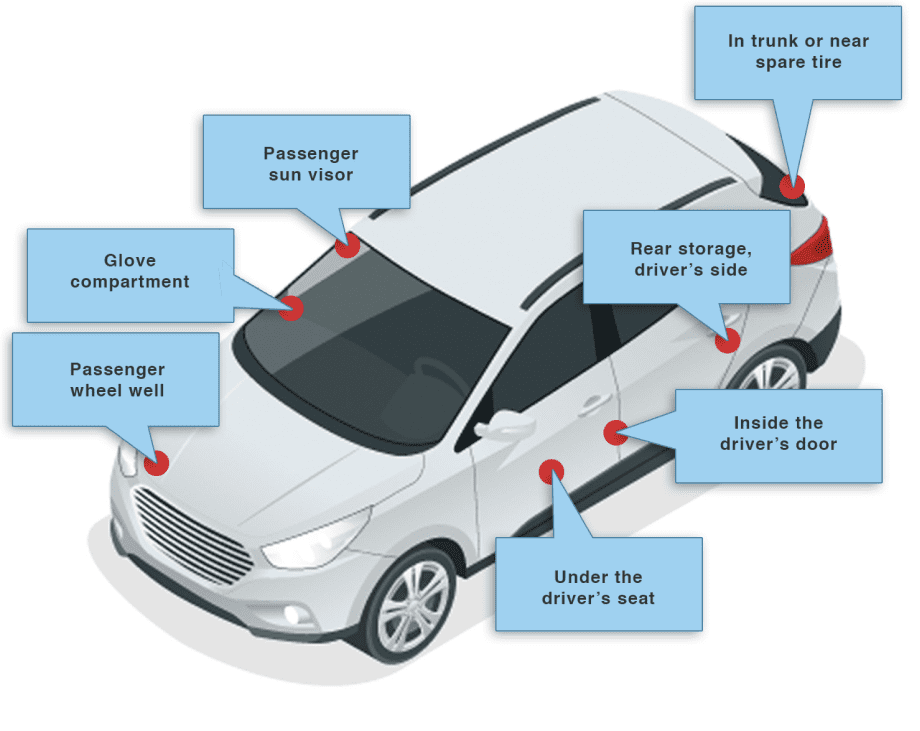 In trunk or near
spare tire
Passenger
sun visor
Glove
compartment
Rear storage,
driver’s side
Passenger
wheel well
Inside the
driver’s door
Under the
driver’s seat